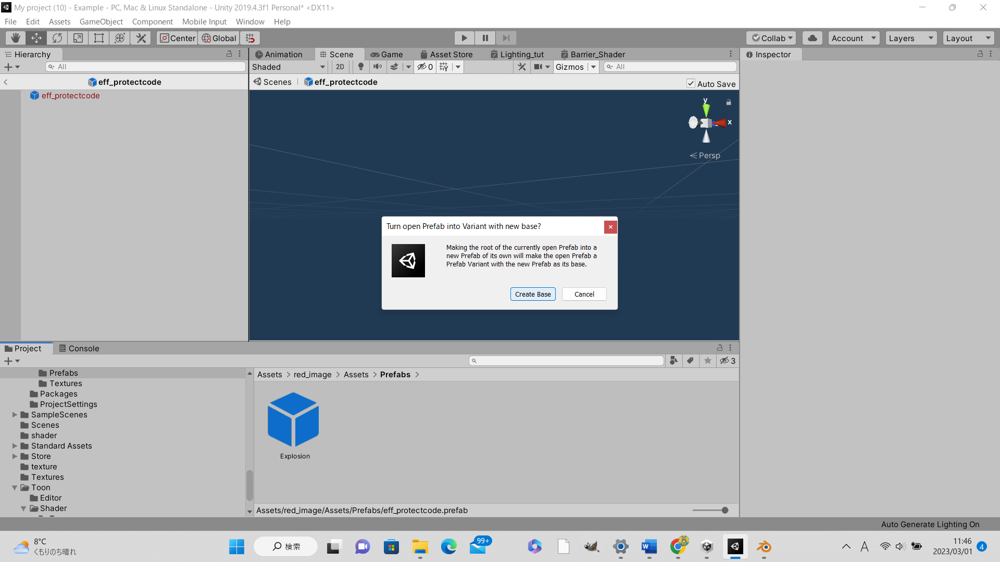 My project (10) - Example - PC, Mac & Linux Standalone - Unity 2019.4.3f1 Personal* <DX11>
File Edit Assets GameObject Component Mobile Input Window Help
Center Global Collab Account Layers Layout
Hierarchy
All
eff_protectcode
eff_protectcode
Animation Scene Game Asset Store Lighting_tut Barrier_Shader
Shaded 2D 0 Gizmos All
Scenes eff_protectcode Auto Save
y
x
Persp
Inspector
Turn open Prefab into Variant with new base?
Making the root of the currently open Prefab into a
new Prefab of its own will make the open Prefab a
Prefab Variant with the new Prefab as its base.
Create Base Cancel
Project Console
3
Prefabs
Textures
Packages
ProjectSettings
SampleScenes
Scenes
shader
Standard Assets
Store
texture
Textures
Toon
Editor
Shader
Assets > red_image > Assets > Prefabs >
Explosion
Assets/red_image/Assets/Prefabs/eff_protectcode.prefab
Auto Generate Lighting On
8°C
くもりのち晴れ
検索
99+
A
11:46
2023/03/01
4